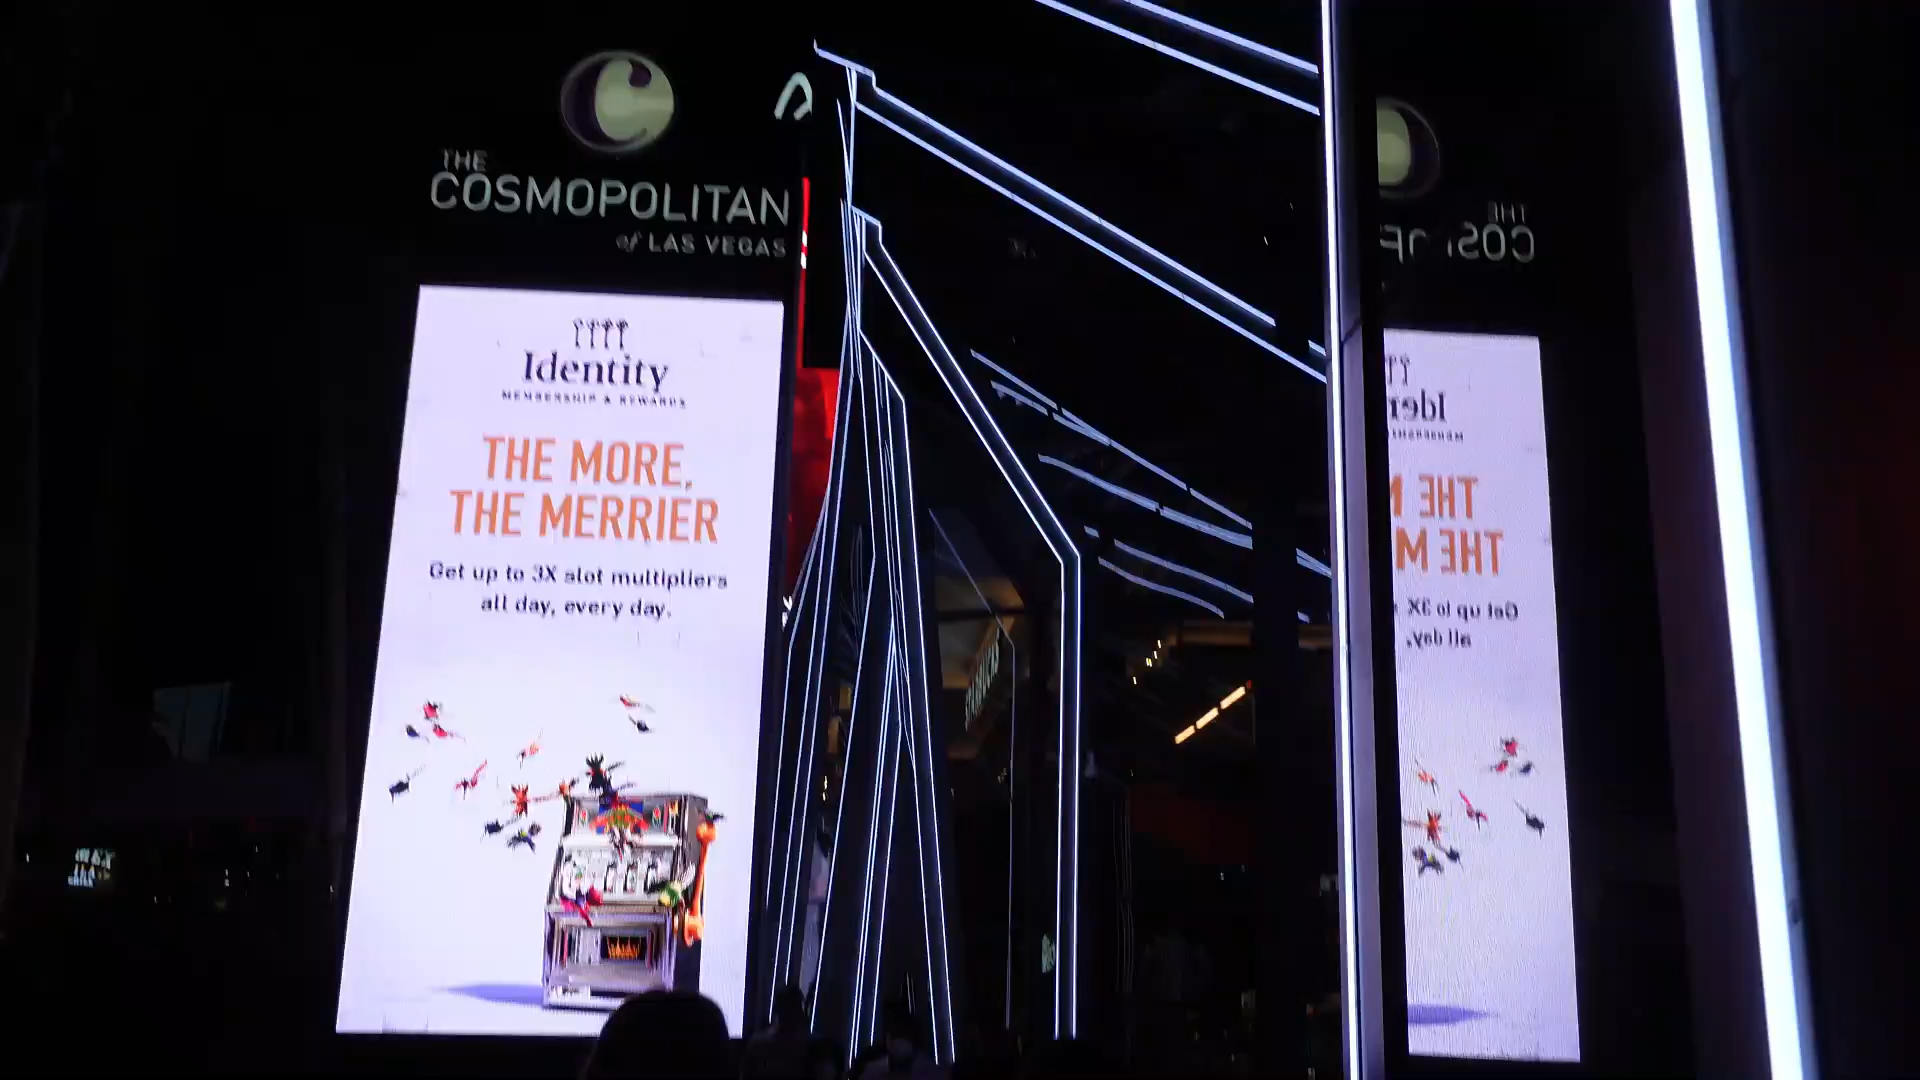 C
THE
COSMOPOLITAN
of LAS VEGAS
Identity
MEMBERSHIP & REWARDS
THE MORE,
THE MERRIER
Get up to 3X slot multipliers
all day, every day.
STARBUCKS